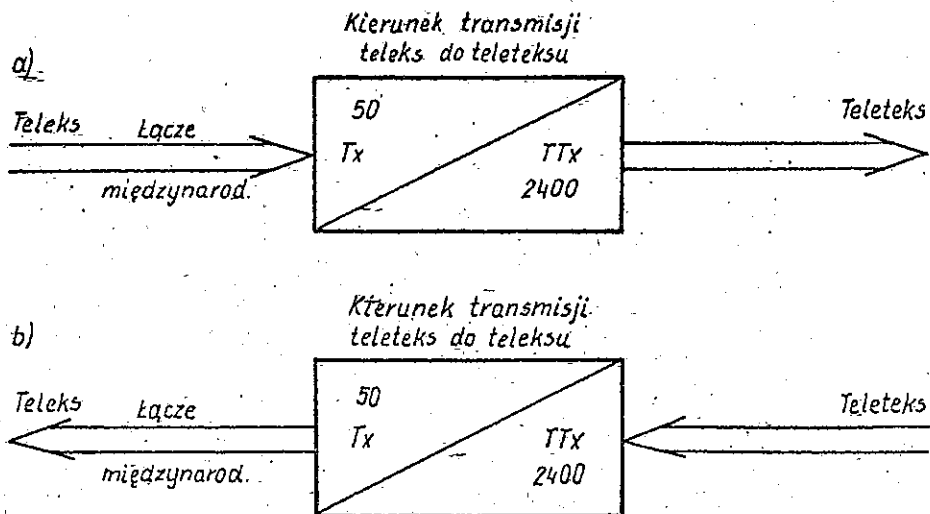 Kierunek transmisji
teleks do teleteksu
a)
Teleks Łącze
międzynarod.
50
Tx
TTx
2400
Teleteks
Kierunek transmisji
teleteks do teleksu
b)
Teleks Łącze
międzynarod.
50
Tx
TTx
2400
Teleteks